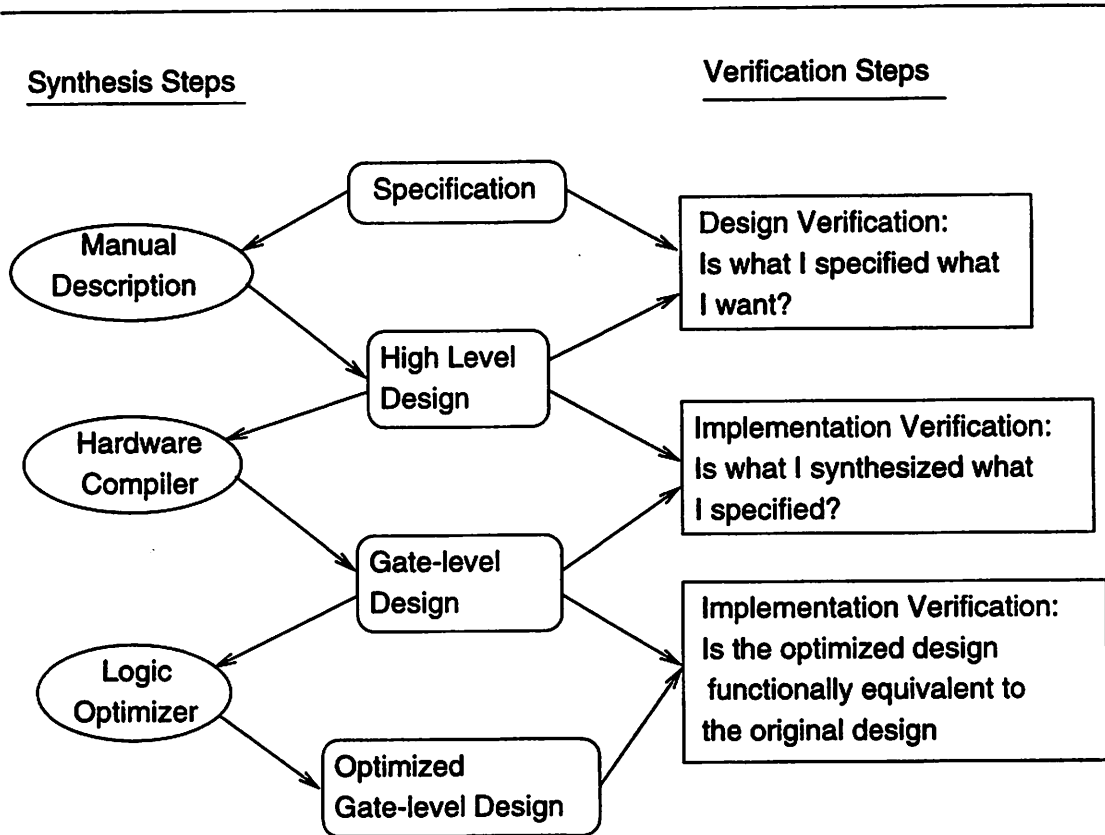 Synthesis Steps
Verification Steps
Specification
Manual
Description
Design Verification:
Is what I specified what
I want?
High Level
Design
Hardware
Compiler
Implementation Verification:
Is what I synthesized what
I specified?
Gate-level
Design
Implementation Verification:
Is the optimized design
functionally equivalent to
the original design
Logic
Optimizer
Optimized
Gate-level Design